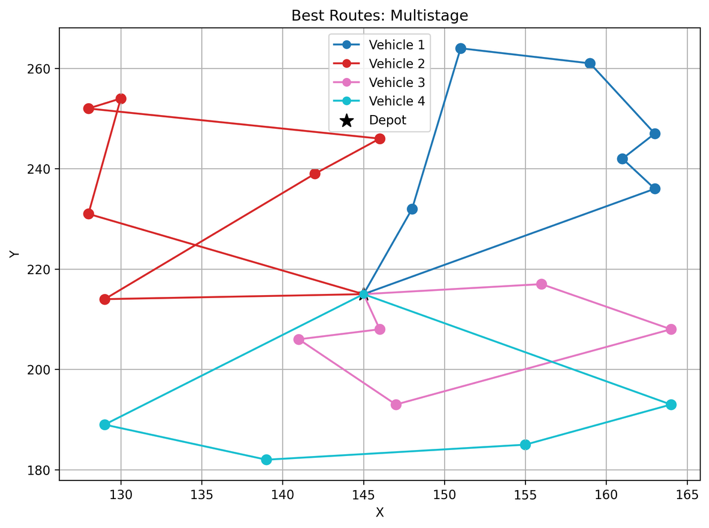 Best Routes: Multistage
Vehicle 1
Vehicle 2
Vehicle 3
Vehicle 4
Depot
260
240
220
200
180
Y
130 135 140 145 150 155 160 165
X